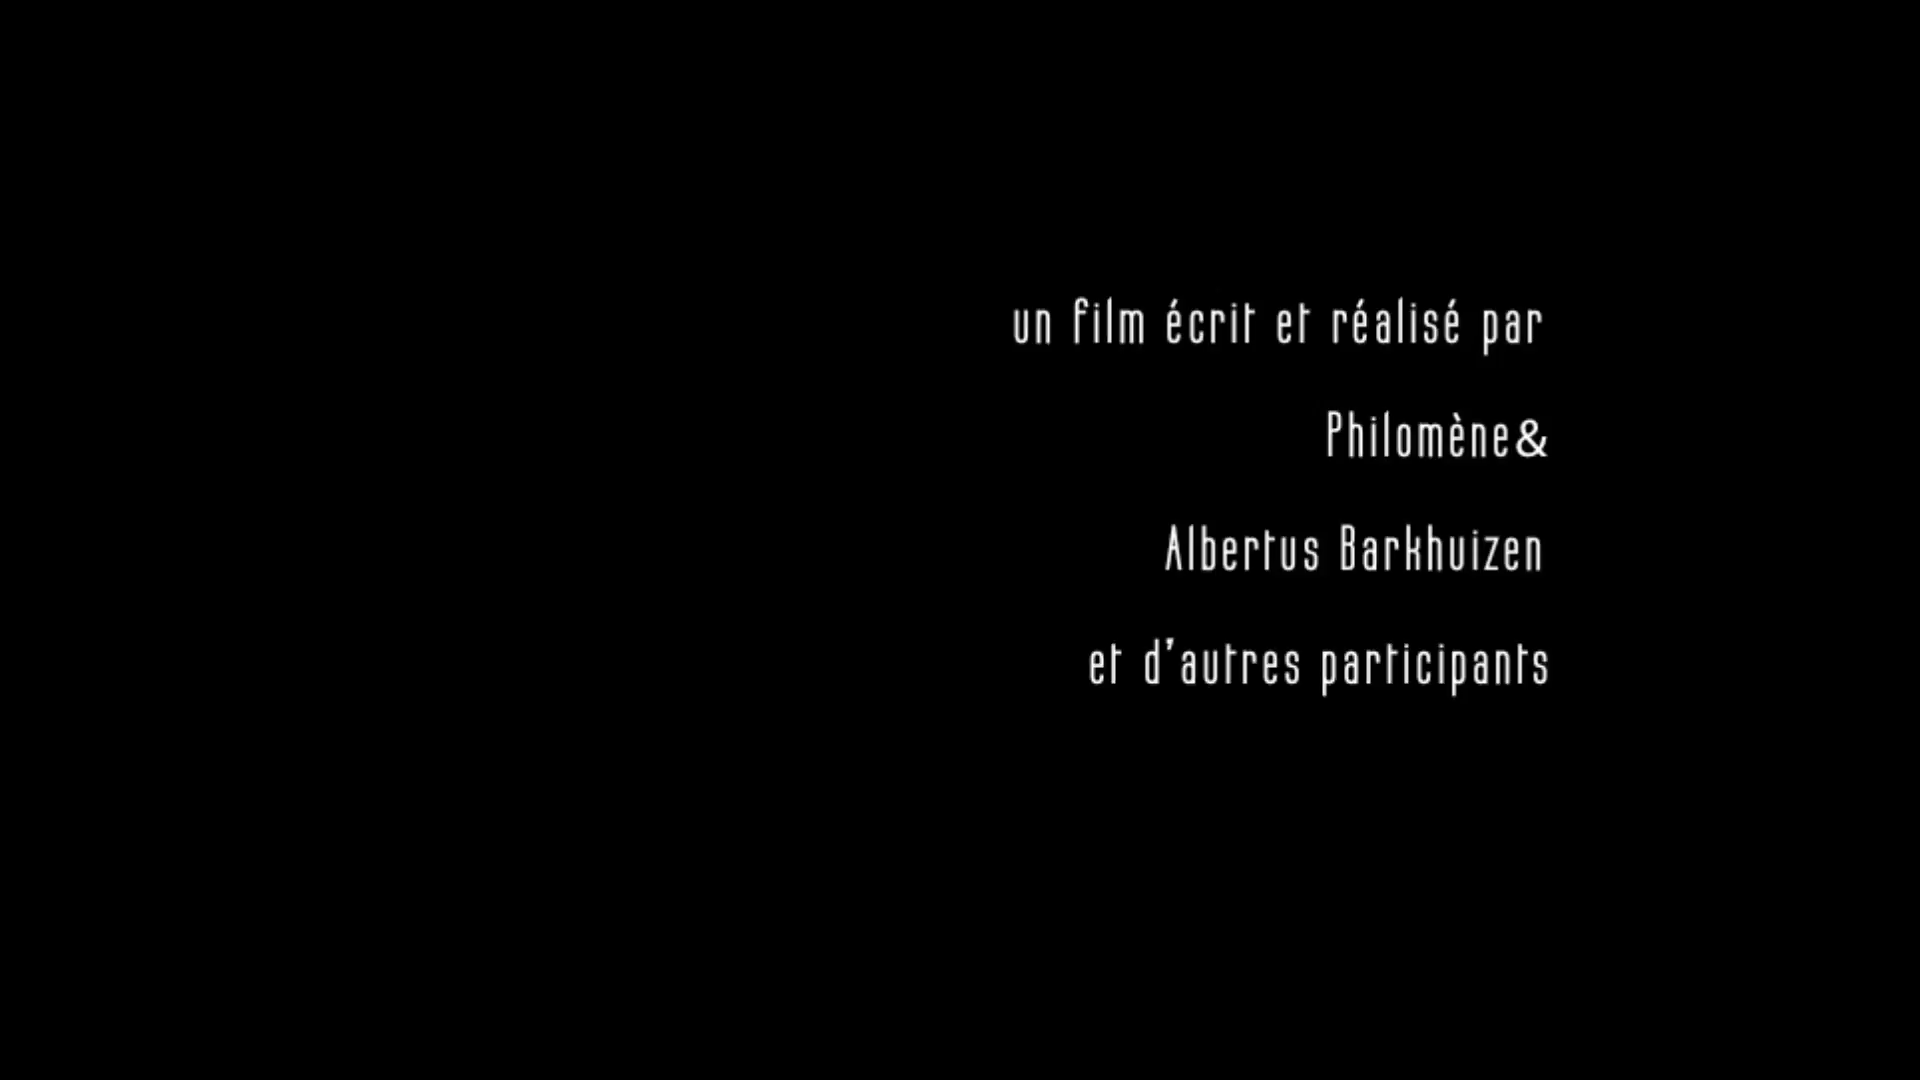 un film écrit et réalisé par
Philomène&
Albertus Barkhuizen
et d’autres participants